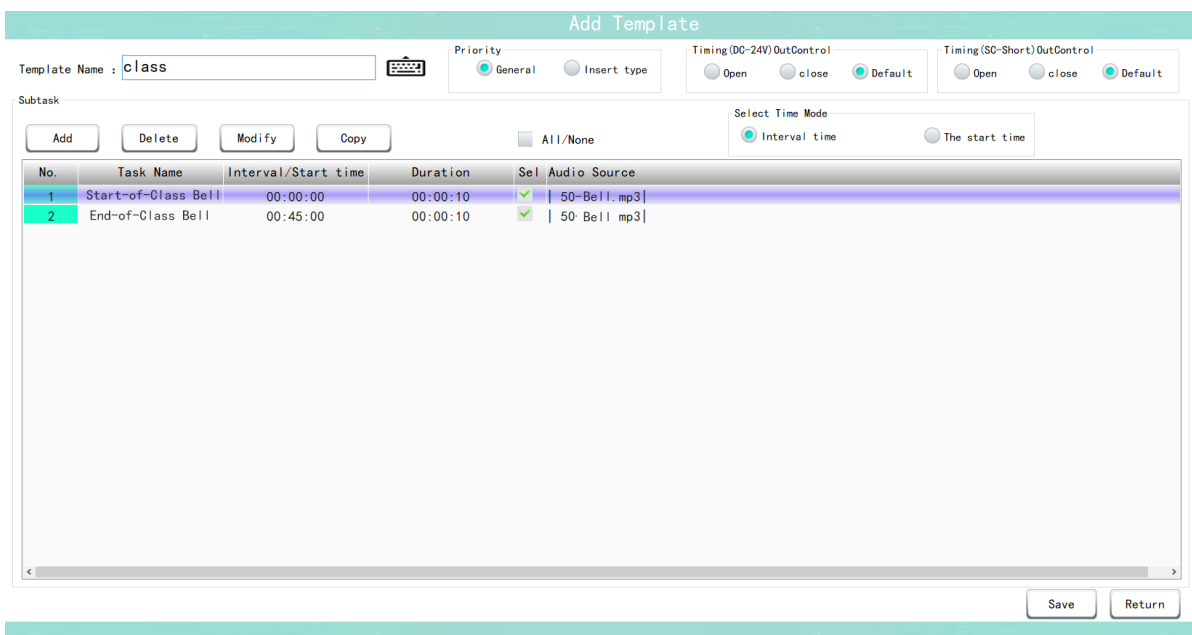 Add Template
Template Name : class
Priority
General Insert type
Timing(DC-24V)OutControl
Open close Default
Timing(SC-Short)OutControl
Open close Default
Subtask
Add Delete Modify Copy
All/None
Select Time Mode
Interval time The start time
No. Task Name Interval/Start time Duration Sel Audio Source
1 Start-of-Class Bell 00:00:00 00:00:10 | 50-Bell.mp3|
2 End-of-Class Bell 00:45:00 00:00:10 | 50· Bell mp3|
Save Return